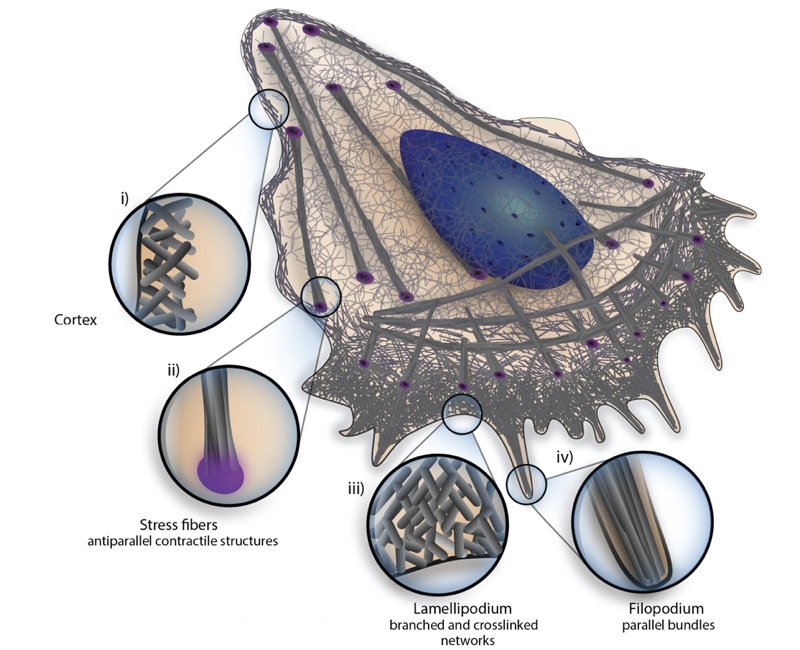 i)
Cortex
ii)
Stress fibers
antiparallel contractile structures
iii)
Lamellipodium
branched and crosslinked
networks
iv)
Filopodium
parallel bundles